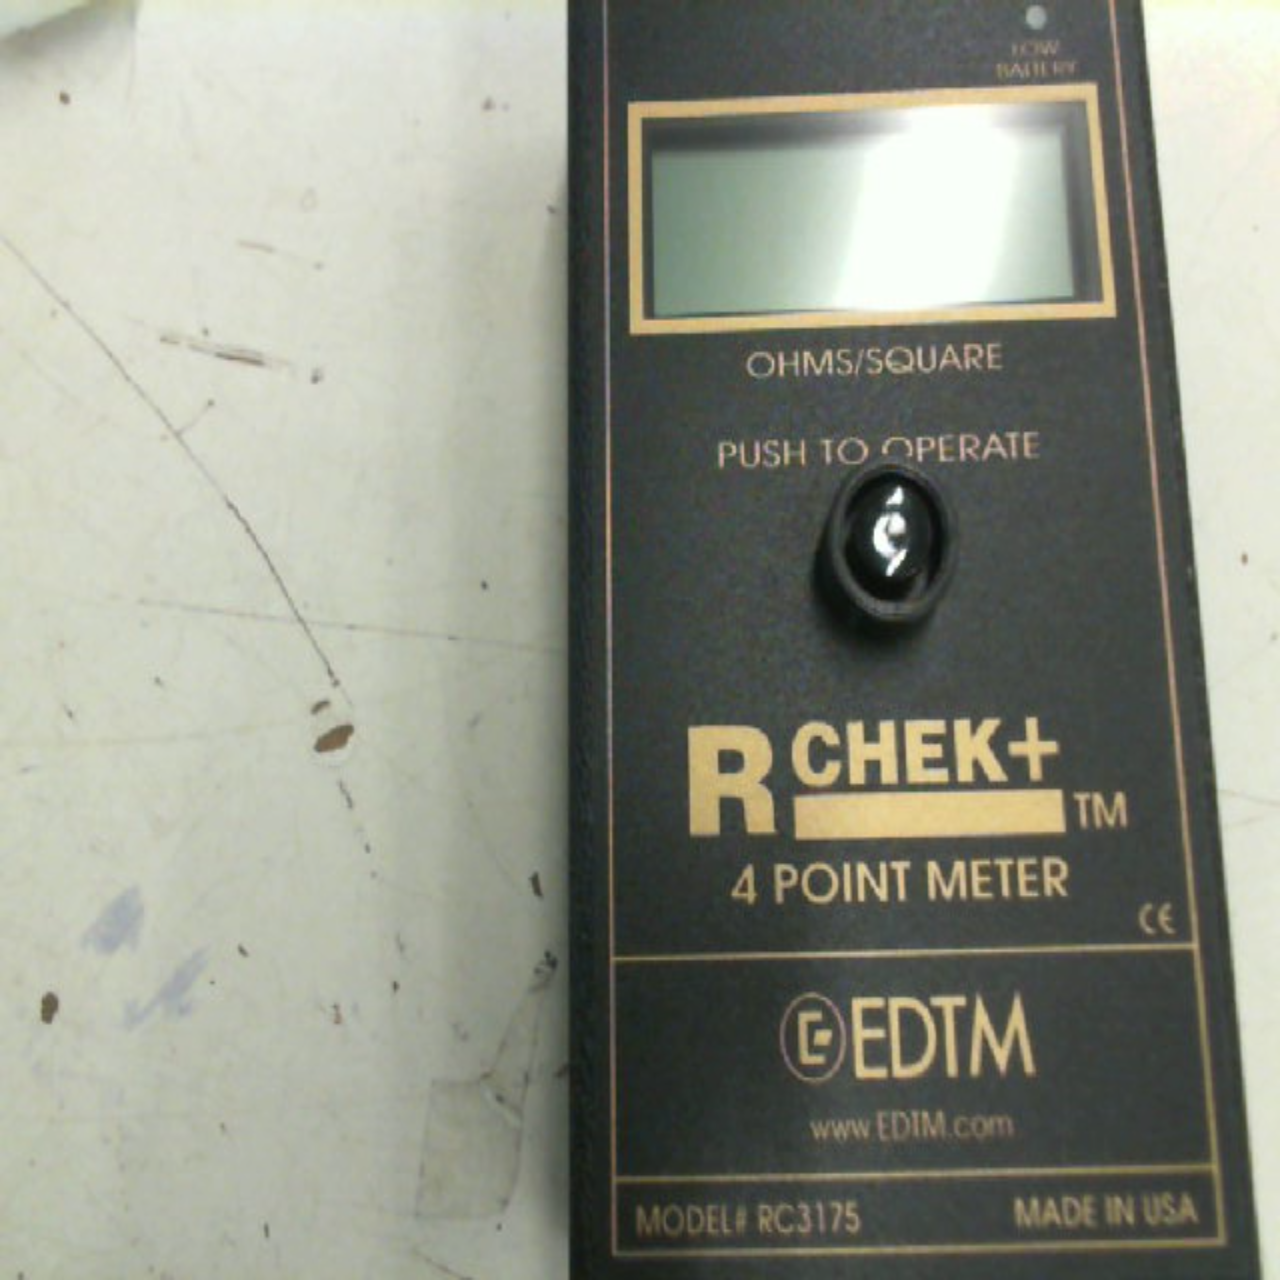 LOW
BATTERY
OHMS/SQUARE
PUSH TO OPERATE
R CHEK+ TM
4 POINT METER
CE
EDTM
www.EDTM.com
MODEL# RC3175 MADE IN USA